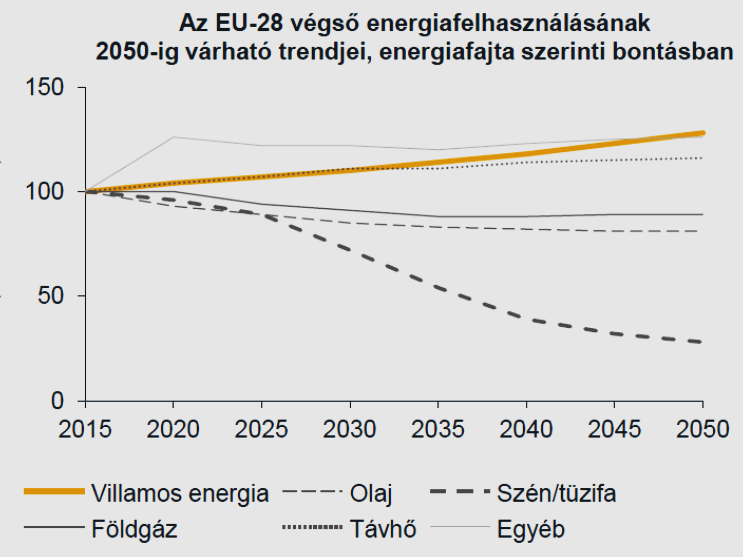 Az EU-28 végső energiafelhasználásának
2050-ig várható trendjei, energiafajta szerinti bontásban
150
100
50
0
2015 2020 2025 2030 2035 2040 2045 2050
Villamos energia Olaj Szén/tüzifa
Földgáz Távhő Egyéb